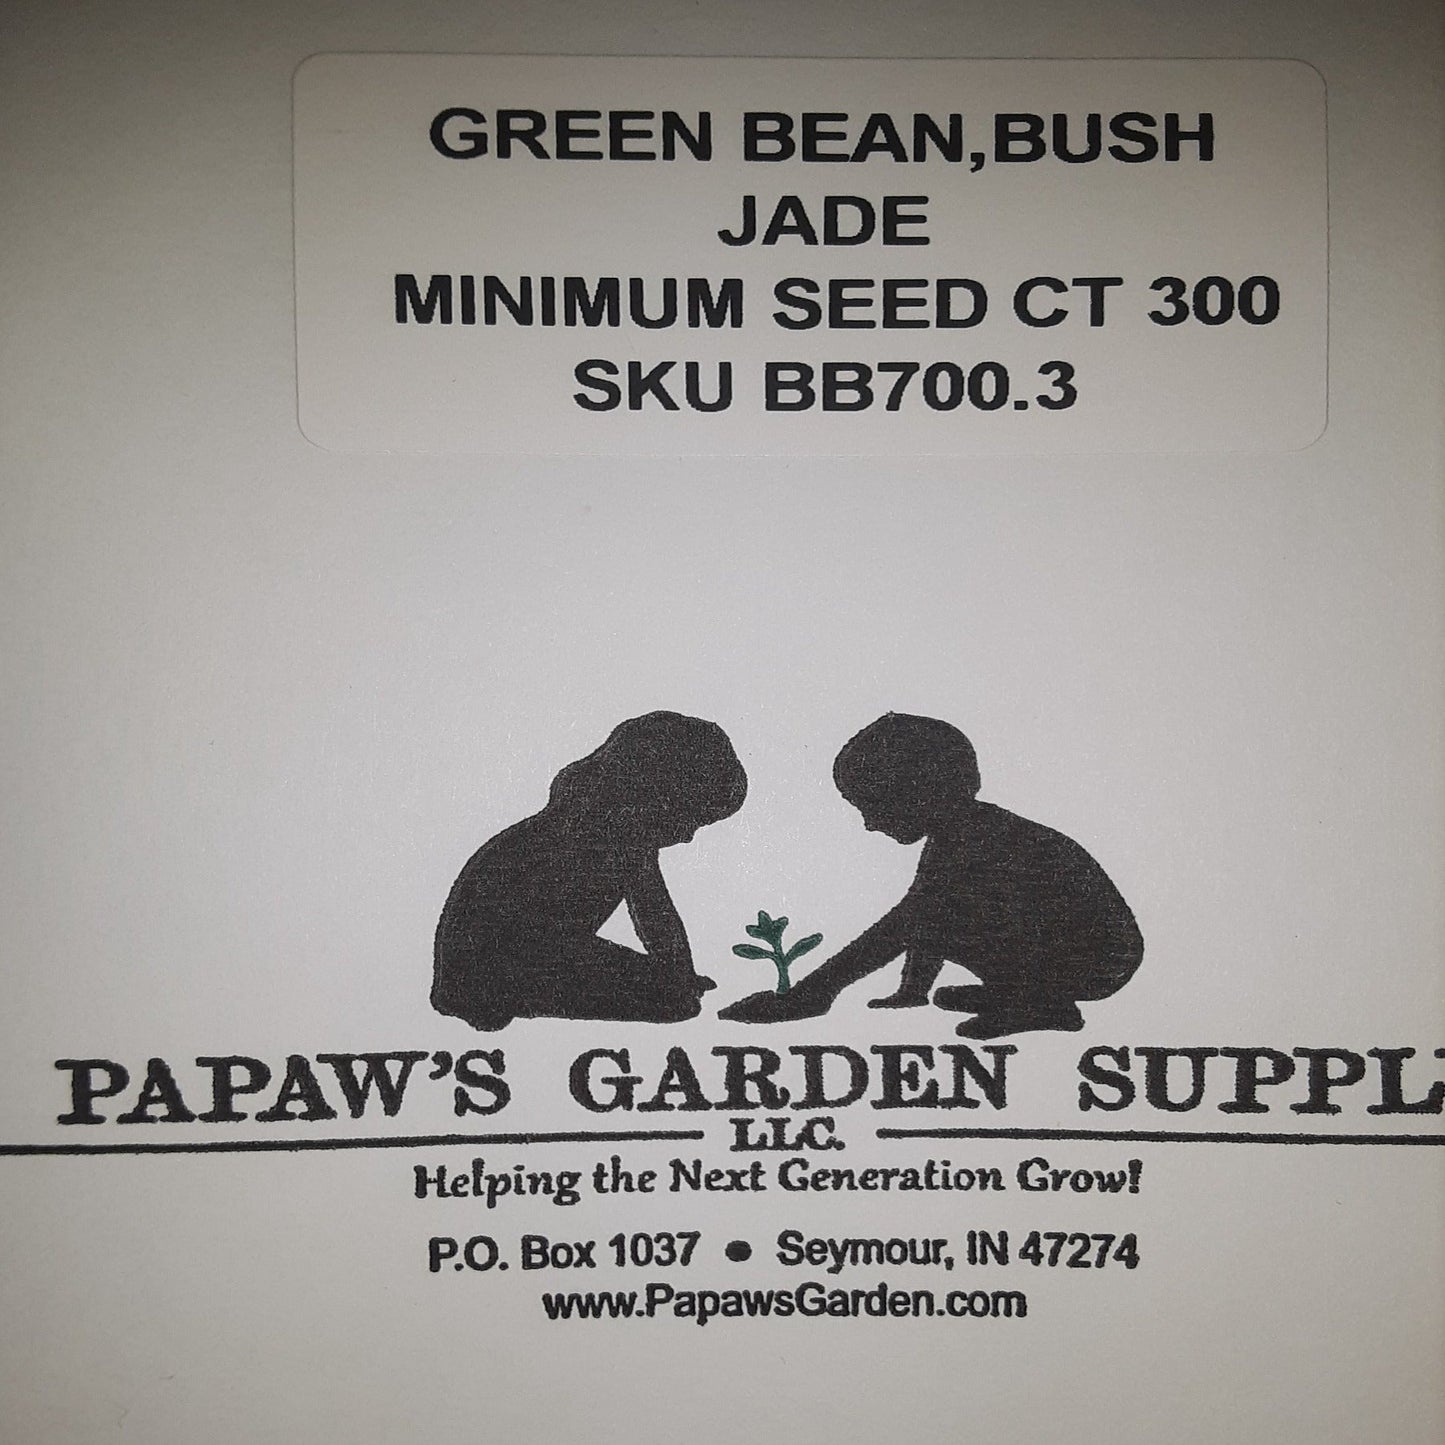 GREEN BEAN,BUSH
JADE
MINIMUM SEED CT 300
SKU BB700.3
PAPAW'S GARDEN SUPPL
LLC.
Helping the Next Generation Grow!
P.O. Box 1037 • Seymour, IN 47274
www.PapawsGarden.com